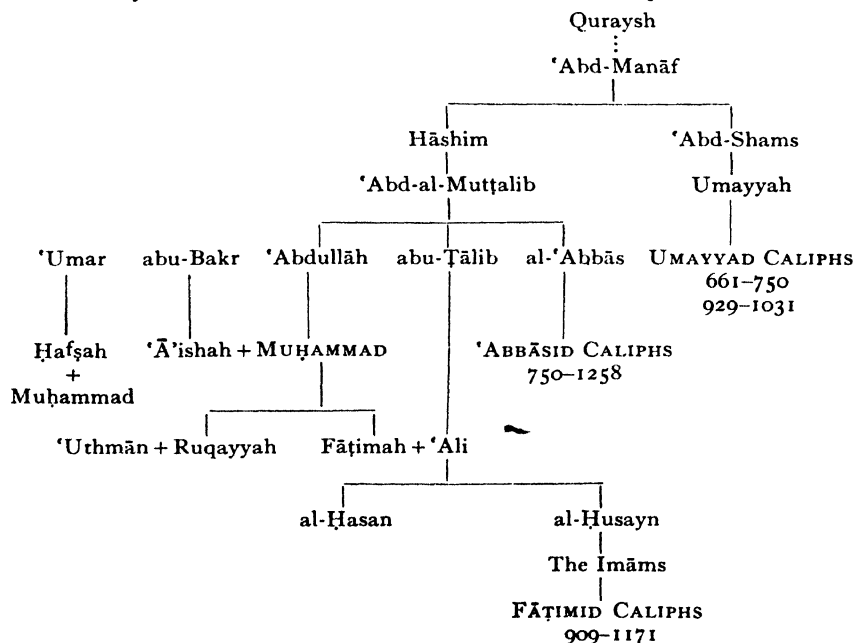 Quraysh
‘Abd-Manāf
Hāshim ‘Abd-Shams
‘Abd-al-Muṭṭalib Umayyah
‘Umar abu-Bakr ‘Abdullāh abu-Ṭālib al-‘Abbās UMAYYAD CALIPHS
661–750
929–1031
Ḥafṣah ‘Ā’ishah + MUḤAMMAD ‘ABBĀSID CALIPHS
+ 750–1258
Muḥammad
‘Uthmān + Ruqayyah Fāṭimah + ‘Ali
al-Ḥasan al-Ḥusayn
The Imāms
FĀṬIMID CALIPHS
909–1171